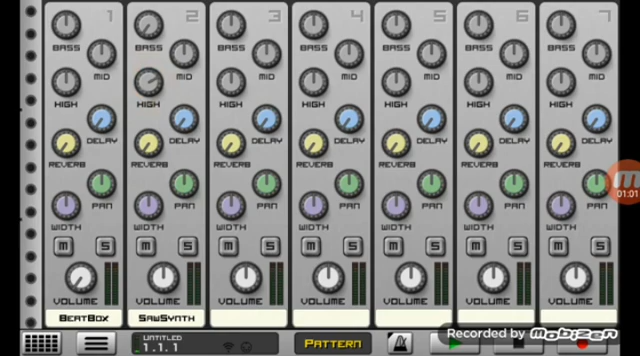 1 2 3 4 5 6 7
BASS BASS BASS BASS BASS BASS BASS
MID MID MID MID MID MID MID
HIGH HIGH HIGH HIGH HIGH HIGH HIGH
DELAY DELAY DELAY DELAY DELAY DELAY DELAY
REVERB REVERB REVERB REVERB REVERB REVERB REVERB
PAN PAN PAN PAN PAN PAN PAN
WIDTH WIDTH WIDTH WIDTH WIDTH WIDTH WIDTH
M S M S M S M S M S M S M S
VOLUME VOLUME VOLUME VOLUME VOLUME VOLUME VOLUME
BEATBOX SAWSYNTH
UNTITLED
1.1.1
PATTERN
01:01
Recorded by mobizen